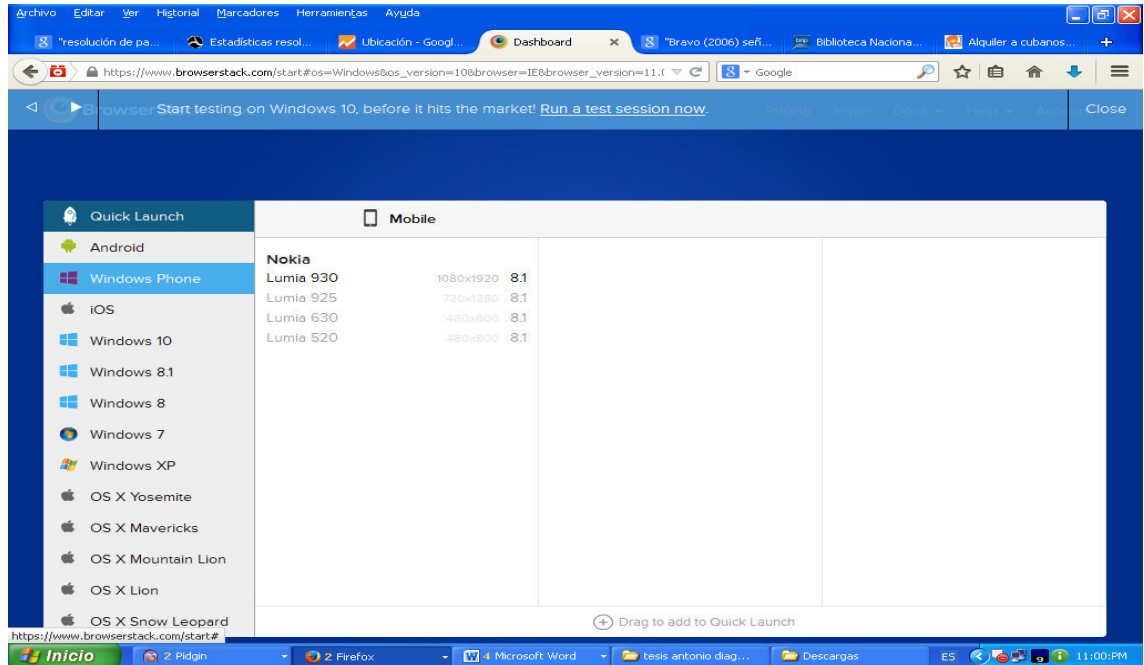 Archivo Editar Ver Historial Marcadores Herramientas Ayuda
"resolución de pa... Estadísticas resol... Ubicación - Googl... Dashboard "Bravo (2006) señ... Biblioteca Naciona... Alquiler a cubanos...
https://www.browserstack.com/start#os=Windows&os_version=10&browser=IE&browser_version=11.( Google
Start testing on Windows 10, before it hits the market! Run a test session now. Close
Pricing Invite Docs Help
Quick Launch Mobile
Android
Nokia
Windows Phone Lumia 930 1080x1920 8.1
Lumia 925 720x1280 8.1
iOS Lumia 630 480x800 8.1
Windows 10 Lumia 520 480x800 8.1
Windows 8.1
Windows 8
Windows 7
Windows XP
OS X Yosemite
OS X Mavericks
OS X Mountain Lion
OS X Lion
OS X Snow Leopard Drag to add to Quick Launch
https://www.browserstack.com/start#
Inicio 2 Pidgin 2 Firefox 4 Microsoft Word tesis antonio diag... Descargas ES 11:00:PM